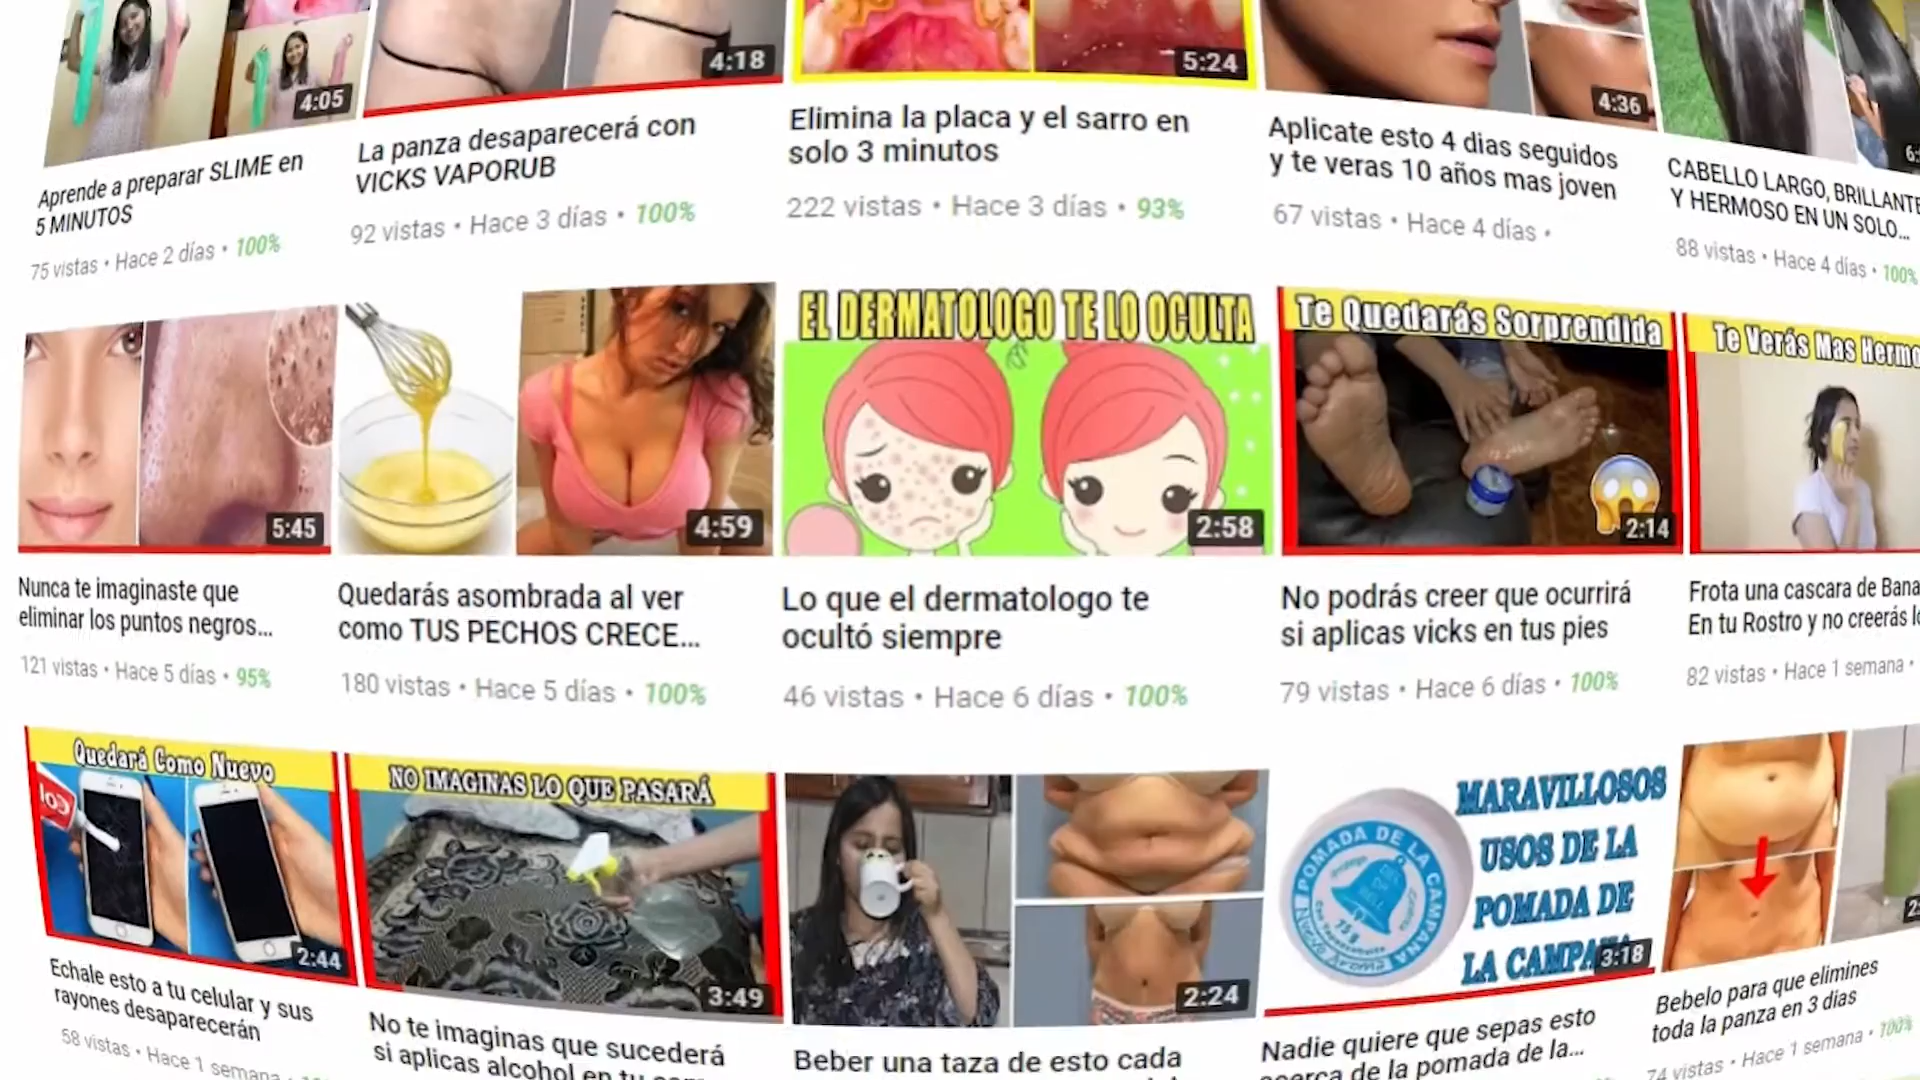 4:05
4:18
5:24
4:36
Aprende a preparar SLIME en
5 MINUTOS
75 vistas • Hace 2 días • 100%
La panza desaparecerá con
VICKS VAPORUB
92 vistas • Hace 3 días • 100%
Elimina la placa y el sarro en
solo 3 minutos
222 vistas • Hace 3 días • 93%
Aplicate esto 4 dias seguidos
y te veras 10 años mas joven
67 vistas • Hace 4 días •
CABELLO LARGO, BRILLANTE
Y HERMOSO EN UN SOLO...
88 vistas • Hace 4 días • 100%
5:45
4:59
EL DERMATOLOGO TE LO OCULTA
2:58
Te Quedarás Sorprendida
2:14
Te Verás Mas
Nunca te imaginaste que
eliminar los puntos negros...
121 vistas • Hace 5 días • 95%
Quedarás asombrada al ver
como TUS PECHOS CRECE...
180 vistas • Hace 5 días • 100%
Lo que el dermatologo te
ocultó siempre
46 vistas • Hace 6 días • 100%
No podrás creer que ocurrirá
si aplicas vicks en tus pies
79 vistas • Hace 6 días • 100%
Frota una cascara de
En tu Rostro y no creerás
82 vistas • Hace 1 semana •
Quedará Como Nuevo
2:44
NO IMAGINAS LO QUE PASARÁ
3:49
2:24
POMADA DE LA CAMPANA
15 g
MARAVILLOSOS
USOS DE LA
POMADA DE
LA
3:18
Echale esto a tu celular y sus
rayones desaparecerán
58 vistas • Hace 1 semana
No te imaginas que sucederá
si aplicas alcohol en tu
Beber una taza de esto cada
Nadie quiere que sepas esto
acerca de la pomada de la...
Bebelo para que elimines
toda la panza en 3 dias
74 vistas • Hace 1 semana • 100%